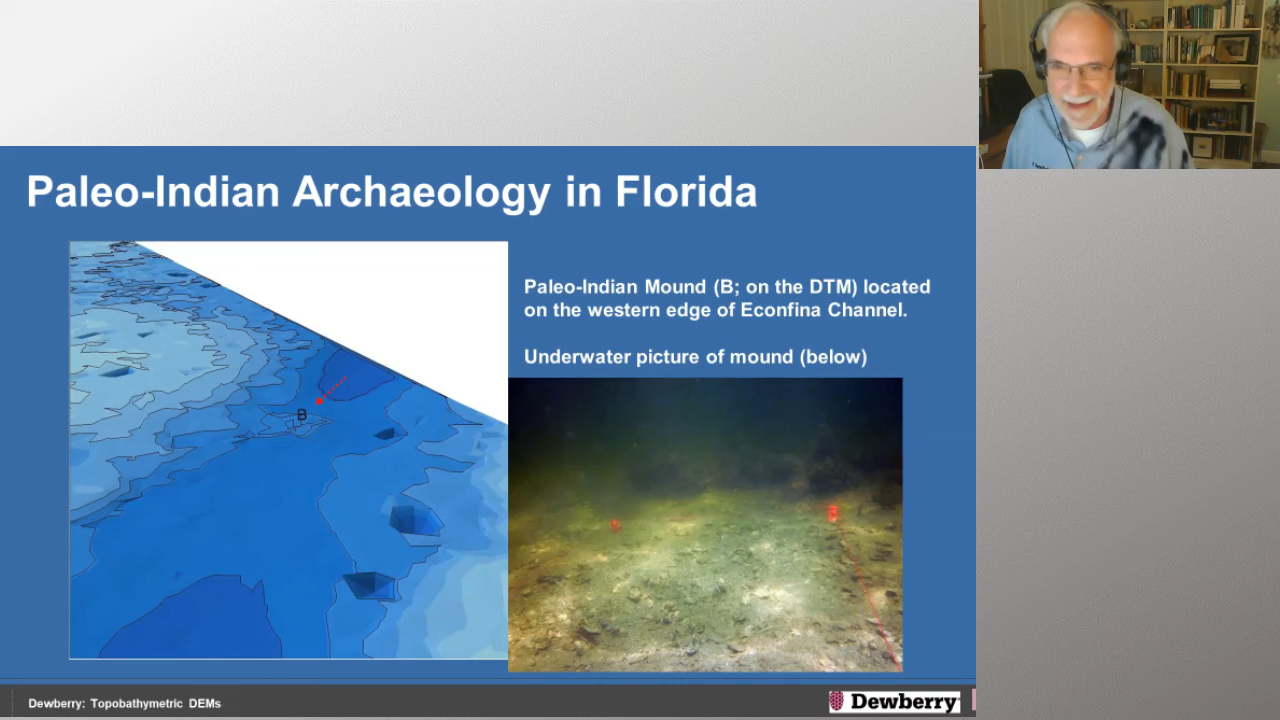 Paleo-Indian Archaeology in Florida
Paleo-Indian Mound (B; on the DTM) located
on the western edge of Econfina Channel.
Underwater picture of mound (below)
B
Dewberry: Topobathymetric DEMs
Dewberry